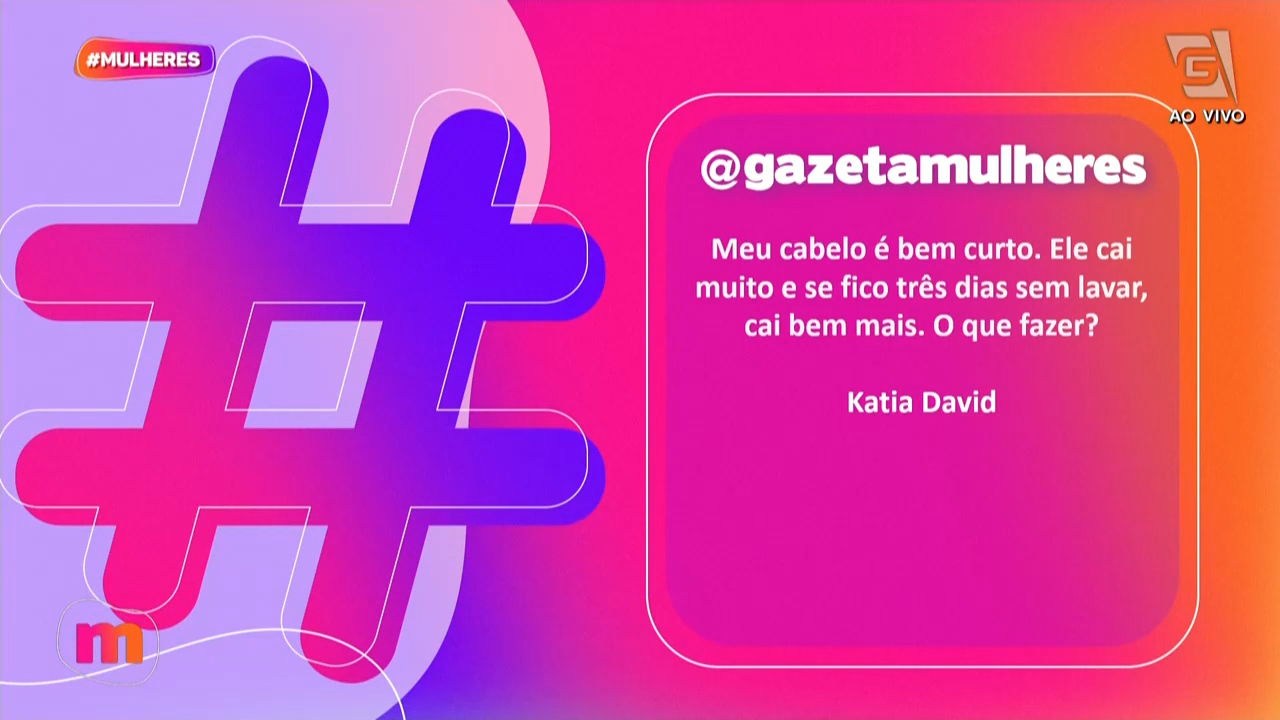 #MULHERES
AO VIVO
@gazetamulheres
Meu cabelo é bem curto. Ele cai
muito e se fico três dias sem lavar,
cai bem mais. O que fazer?
Katia David
m